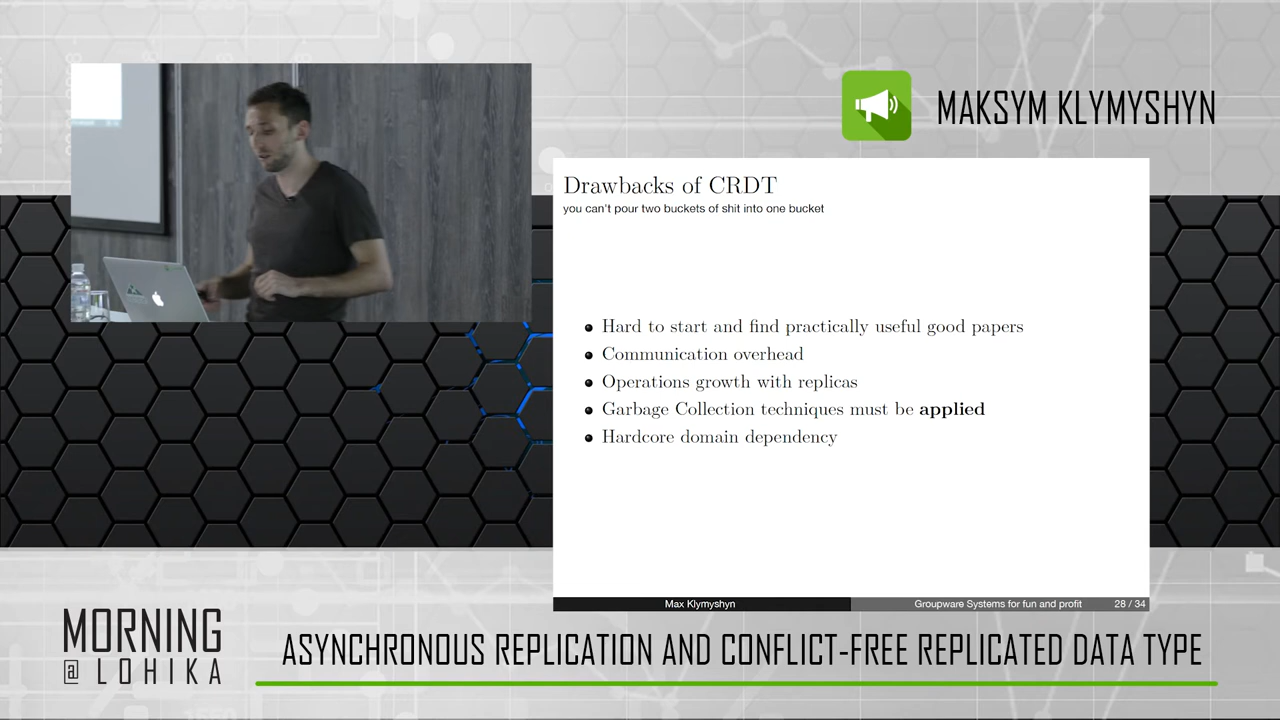 MAKSYM KLYMYSHYN
Drawbacks of CRDT
you can't pour two buckets of shit into one bucket
Hard to start and find practically useful good papers
Communication overhead
Operations growth with replicas
Garbage Collection techniques must be applied
Hardcore domain dependency
Max Klymyshyn
Groupware Systems for fun and profit
28 / 34
MORNING
@ LOHIKA
ASYNCHRONOUS REPLICATION AND CONFLICT-FREE REPLICATED DATA TYPE